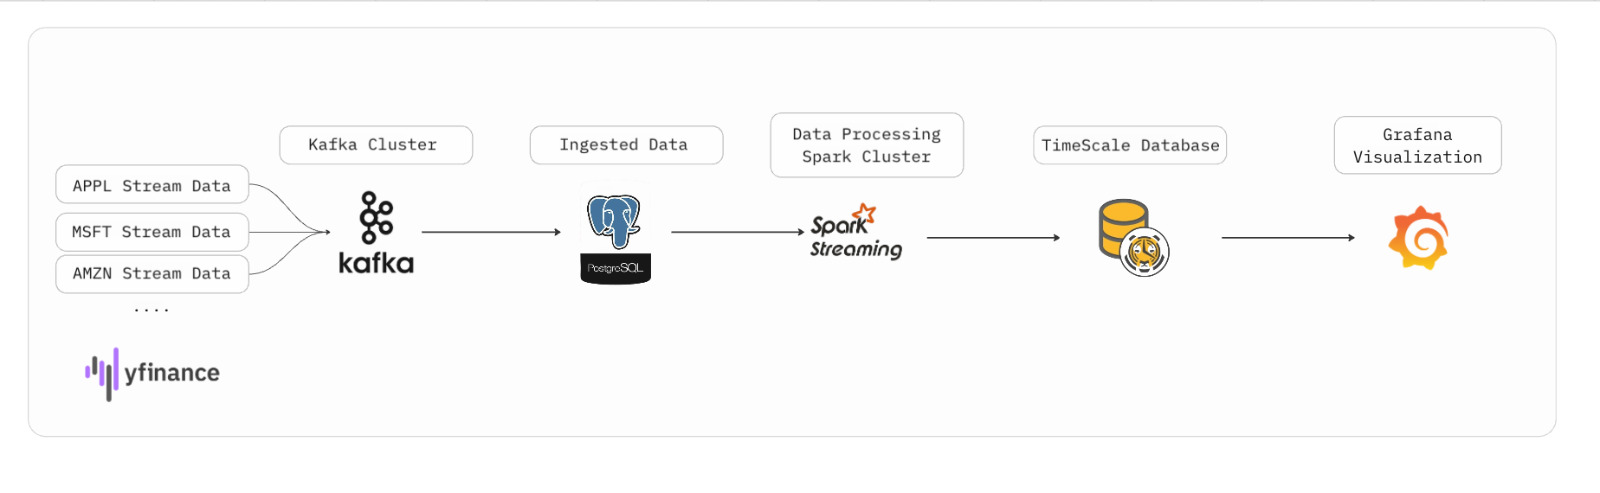 Kafka Cluster
Ingested Data
Data Processing
Spark Cluster
TimeScale Database
Grafana
Visualization
APPL Stream Data
MSFT Stream Data
AMZN Stream Data
....
kafka
PostgreSQL
Spark
Streaming
yfinance